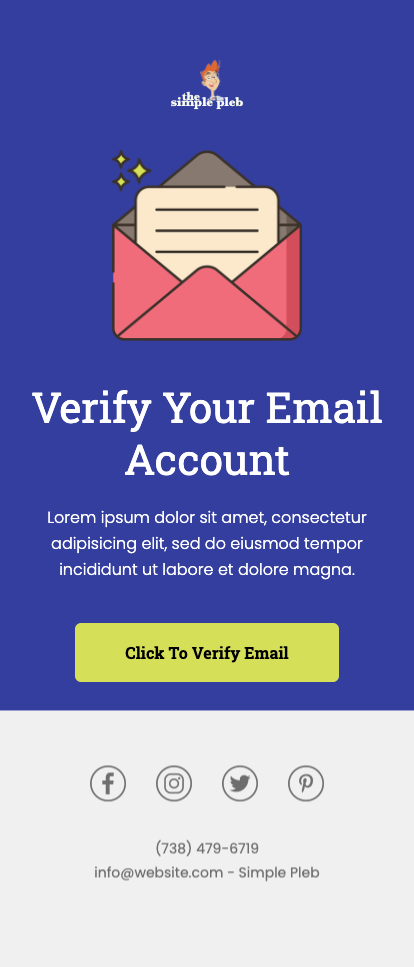 the
simple pleb
Verify Your Email
Account
Lorem ipsum dolor sit amet, consectetur
adipisicing elit, sed do eiusmod tempor
incididunt ut labore et dolore magna.
Click To Verify Email
(738) 479-6719
info@website.com - Simple Pleb